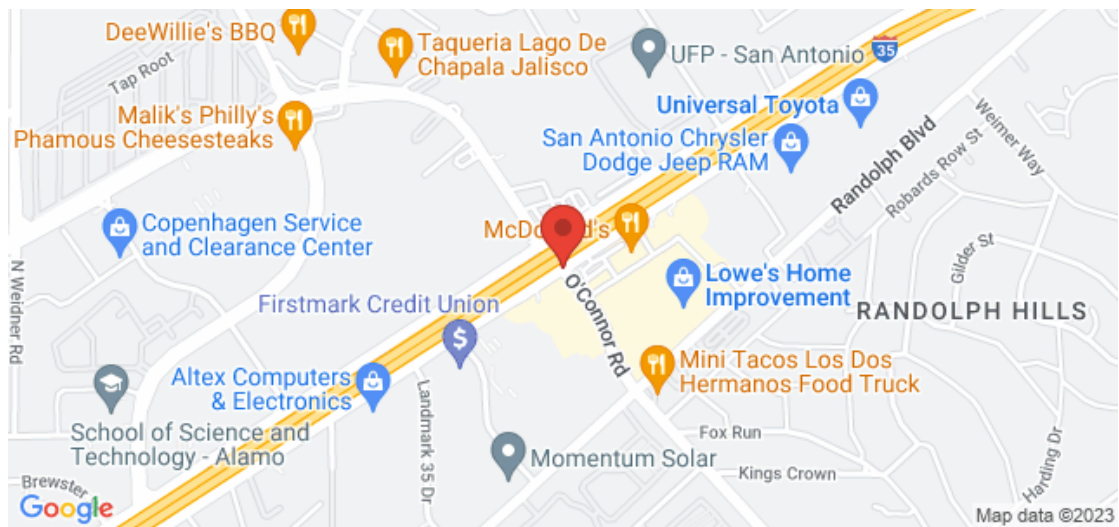 DeeWillie's BBQ
Tap Root
Taqueria Lago De
Chapala Jalisco
UFP - San Antonio
35
Malik's Philly's
Phamous Cheesesteaks
Universal Toyota
San Antonio Chrysler
Dodge Jeep RAM
Randolph Blvd
Weimer Way
Robards Row St
Copenhagen Service
and Clearance Center
McDonald's
Gilder St
N Weidner Rd
Firstmark Credit Union
$
O'Connor Rd
Lowe's Home
Improvement
RANDOLPH HILLS
Altex Computers
& Electronics
Landmark 35 Dr
Mini Tacos Los Dos
Hermanos Food Truck
School of Science and
Technology - Alamo
Fox Run
Momentum Solar
Kings Crown
Harding Dr
Brewster
Google
Map data ©2023